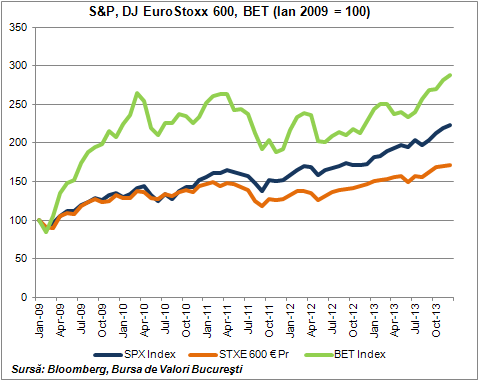 S&P, DJ EuroStoxx 600, BET (Ian 2009 = 100)
350
300
250
200
150
100
50
0
Jan-09
Apr-09
Jul-09
Oct-09
Jan-10
Apr-10
Jul-10
Oct-10
Jan-11
Apr-11
Jul-11
Oct-11
Jan-12
Apr-12
Jul-12
Oct-12
Jan-13
Apr-13
Jul-13
Oct-13
SPX Index STXE 600 € Pr BET Index
Sursă: Bloomberg, Bursa de Valori Bucureşti